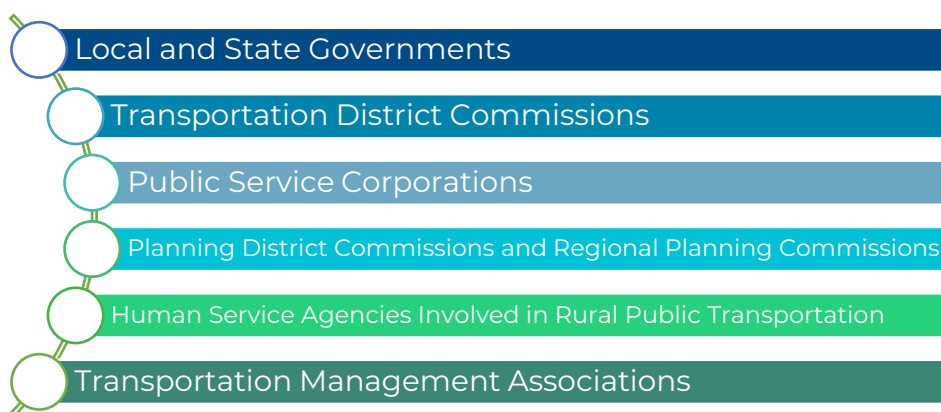 Local and State Governments
Transportation District Commissions
Public Service Corporations
Planning District Commissions and Regional Planning Commissions
Human Service Agencies Involved in Rural Public Transportation
Transportation Management Associations